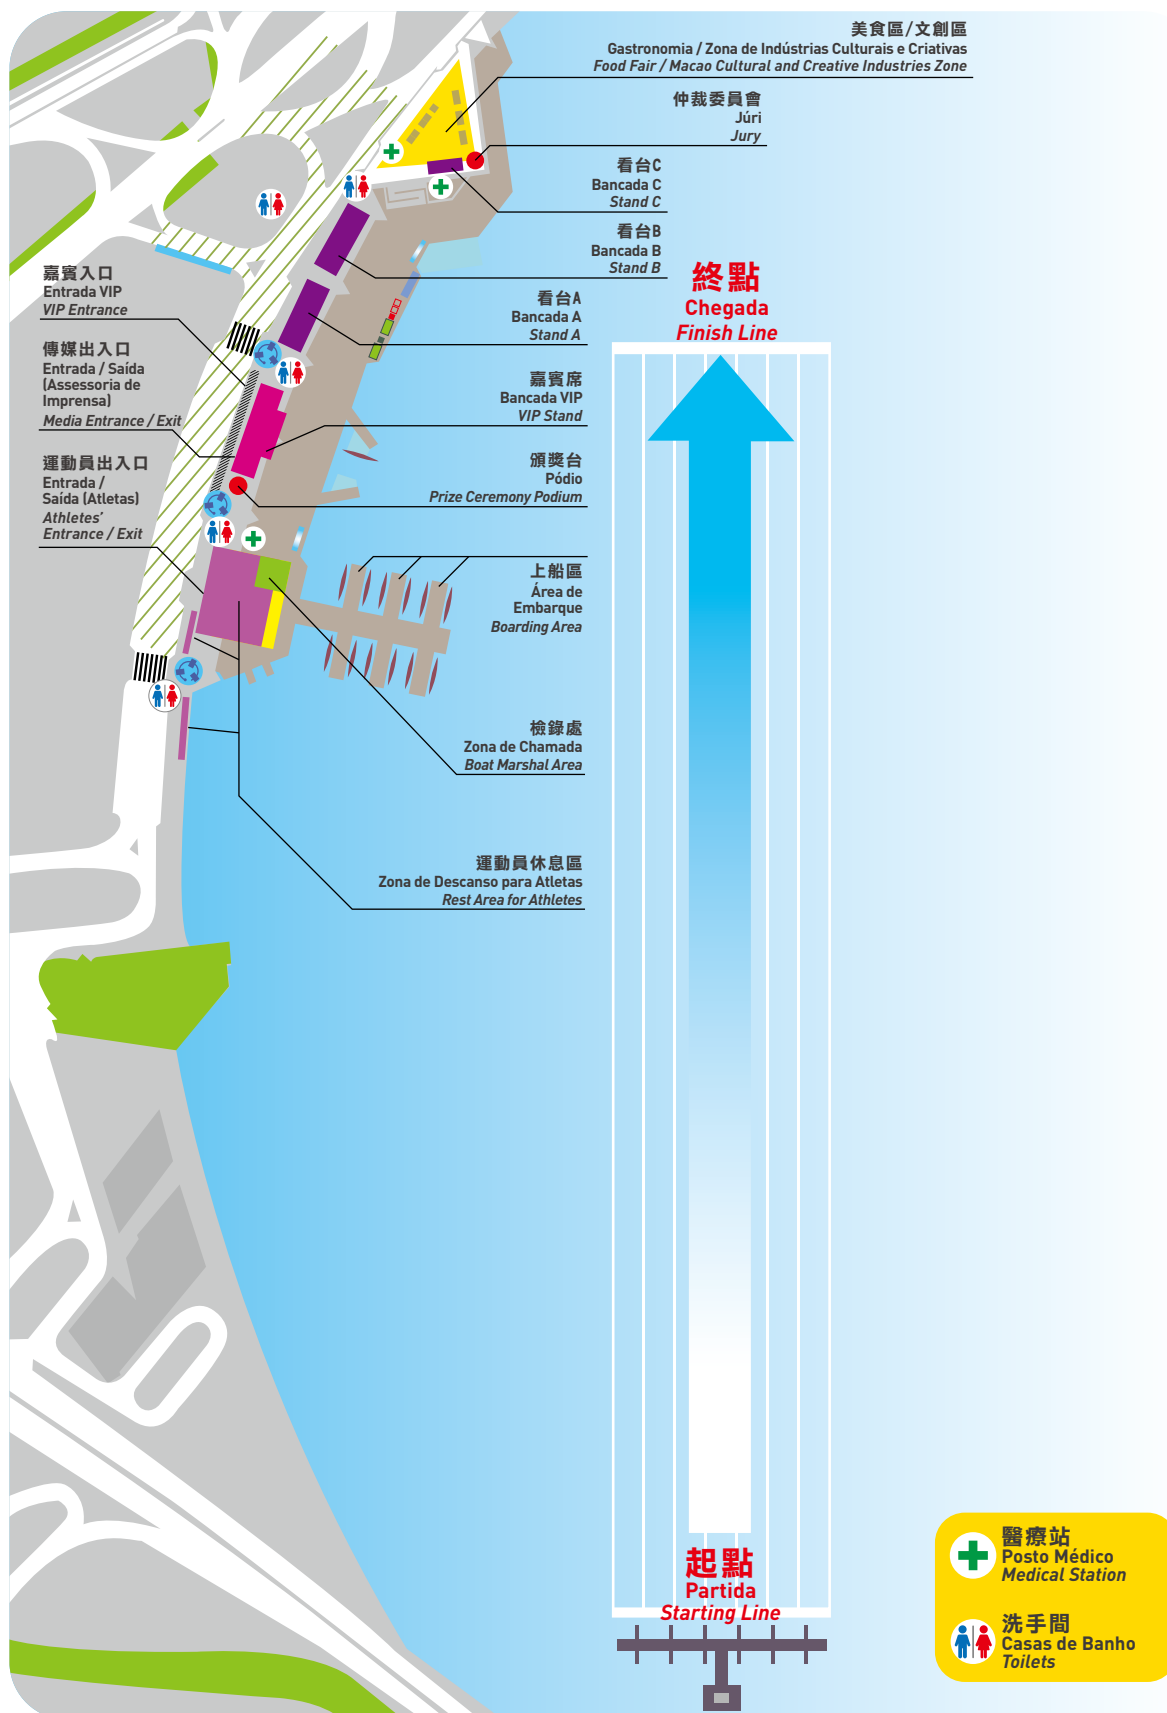 美食區/文創區
Gastronomia / Zona de Indústrias Culturais e Criativas
Food Fair / Macao Cultural and Creative Industries Zone
仲裁委員會
Júri
Jury
看台C
Bancada C
Stand C
看台B
Bancada B
Stand B
看台A
Bancada A
Stand A
嘉賓席
Bancada VIP
VIP Stand
頒獎台
Pódio
Prize Ceremony Podium
上船區
Área de
Embarque
Boarding Area
檢錄處
Zona de Chamada
Boat Marshal Area
運動員休息區
Zona de Descanso para Atletas
Rest Area for Athletes
嘉賓入口
Entrada VIP
VIP Entrance
傳媒出入口
Entrada / Saída
(Assessoria de
Imprensa)
Media Entrance / Exit
運動員出入口
Entrada /
Saída (Atletas)
Athletes’
Entrance / Exit
終點
Chegada
Finish Line
起點
Partida
Starting Line
醫療站
Posto Médico
Medical Station
洗手間
Casas de Banho
Toilets